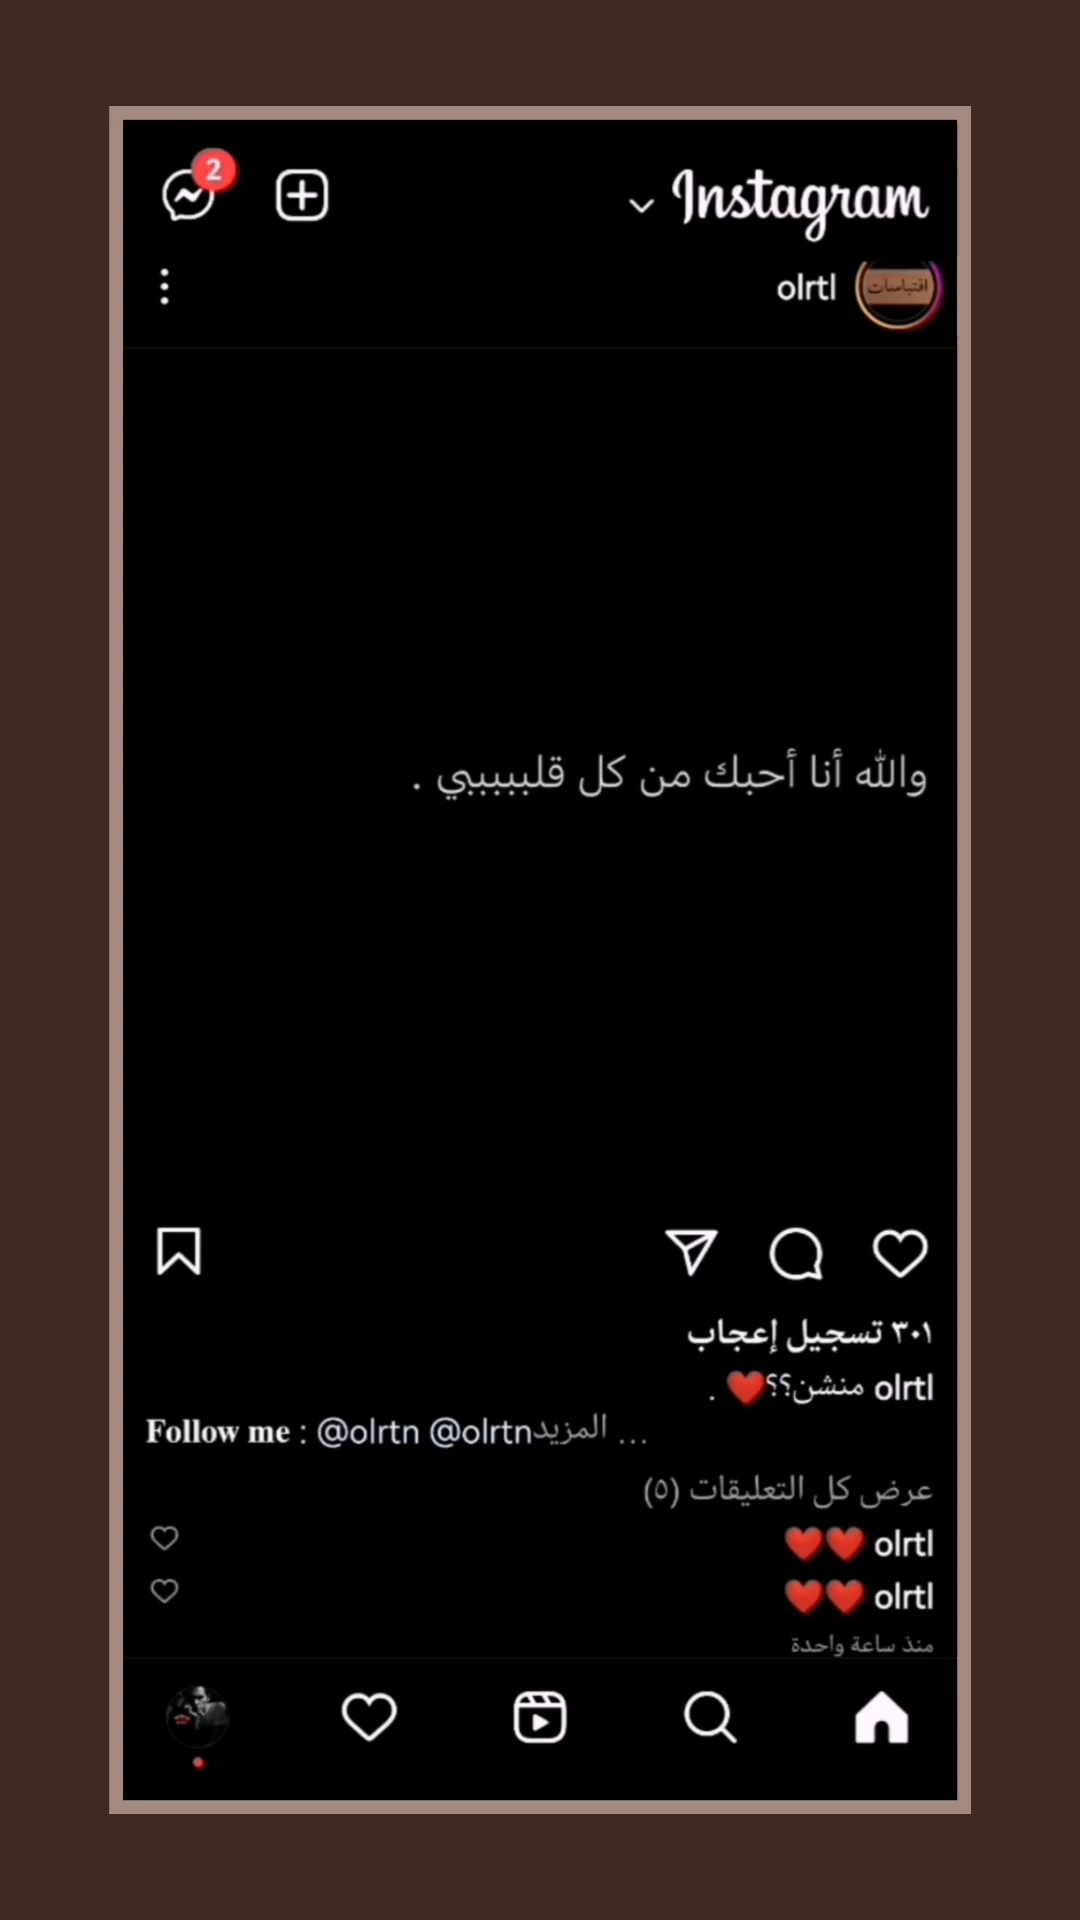 2
Instagram
olrtl
اقتباسات
والله أنا أحبك من كل قلبببببي .
٣٠١ تسجيل إعجاب
olrtl منشن؟؟❤️ .
Follow me : @olrtn @olrtn... المزيد
عرض كل التعليقات (٥)
olrtl ❤️❤️
olrtl ❤️❤️
منذ ساعة واحدة